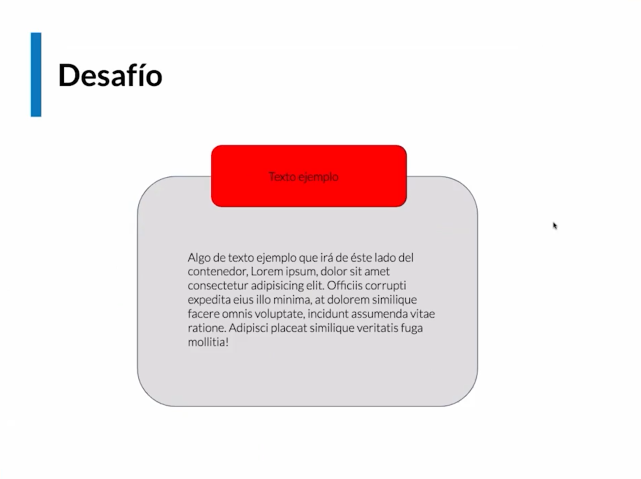 Desafío
Texto ejemplo
Algo de texto ejemplo que irá de éste lado del
contenedor, Lorem ipsum, dolor sit amet
consectetur adipisicing elit. Officiis corrupti
expedita eius illo minima, at dolorem similique
facere omnis voluptate, incidunt assumenda vitae
ratione. Adipisci placeat similique veritatis fuga
mollitia!